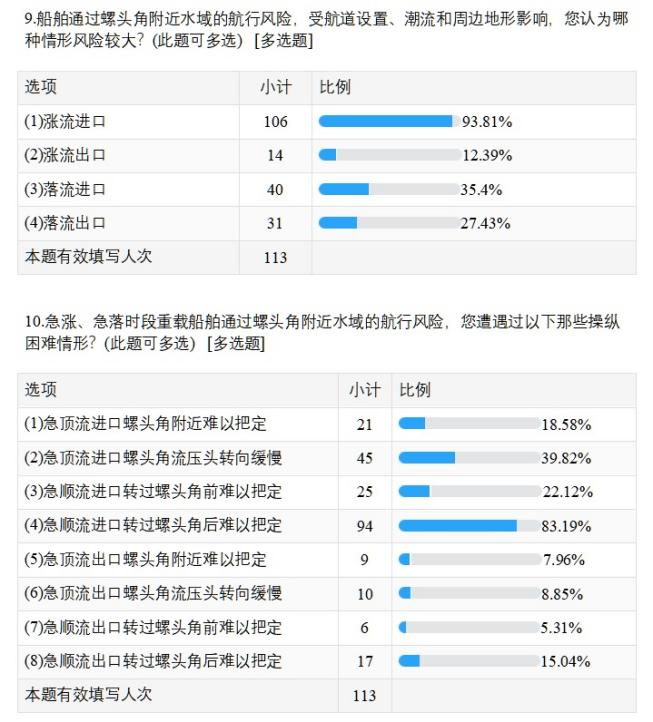 9.船舶通过螺头角附近水域的航行风险，受航道设置、潮流和周边地形影响，您认为哪
种情形风险较大？(此题可多选)   [多选题]
选项 小计 比例
(1)涨流进口 106 93.81%
(2)涨流出口 14 12.39%
(3)落流进口 40 35.4%
(4)落流出口 31 27.43%
本题有效填写人次 113
10.急涨、急落时段重载船舶通过螺头角附近水域的航行风险，您遭遇过以下那些操纵
困难情形？(此题可多选)   [多选题]
选项 小计 比例
(1)急顶流进口螺头角附近难以把定 21 18.58%
(2)急顶流进口螺头角流压头转向缓慢 45 39.82%
(3)急顺流进口转过螺头角前难以把定 25 22.12%
(4)急顺流进口转过螺头角后难以把定 94 83.19%
(5)急顶流出口螺头角附近难以把定 9 7.96%
(6)急顶流出口螺头角流压头转向缓慢 10 8.85%
(7)急顺流出口转过螺头角前难以把定 6 5.31%
(8)急顺流出口转过螺头角后难以把定 17 15.04%
本题有效填写人次 113